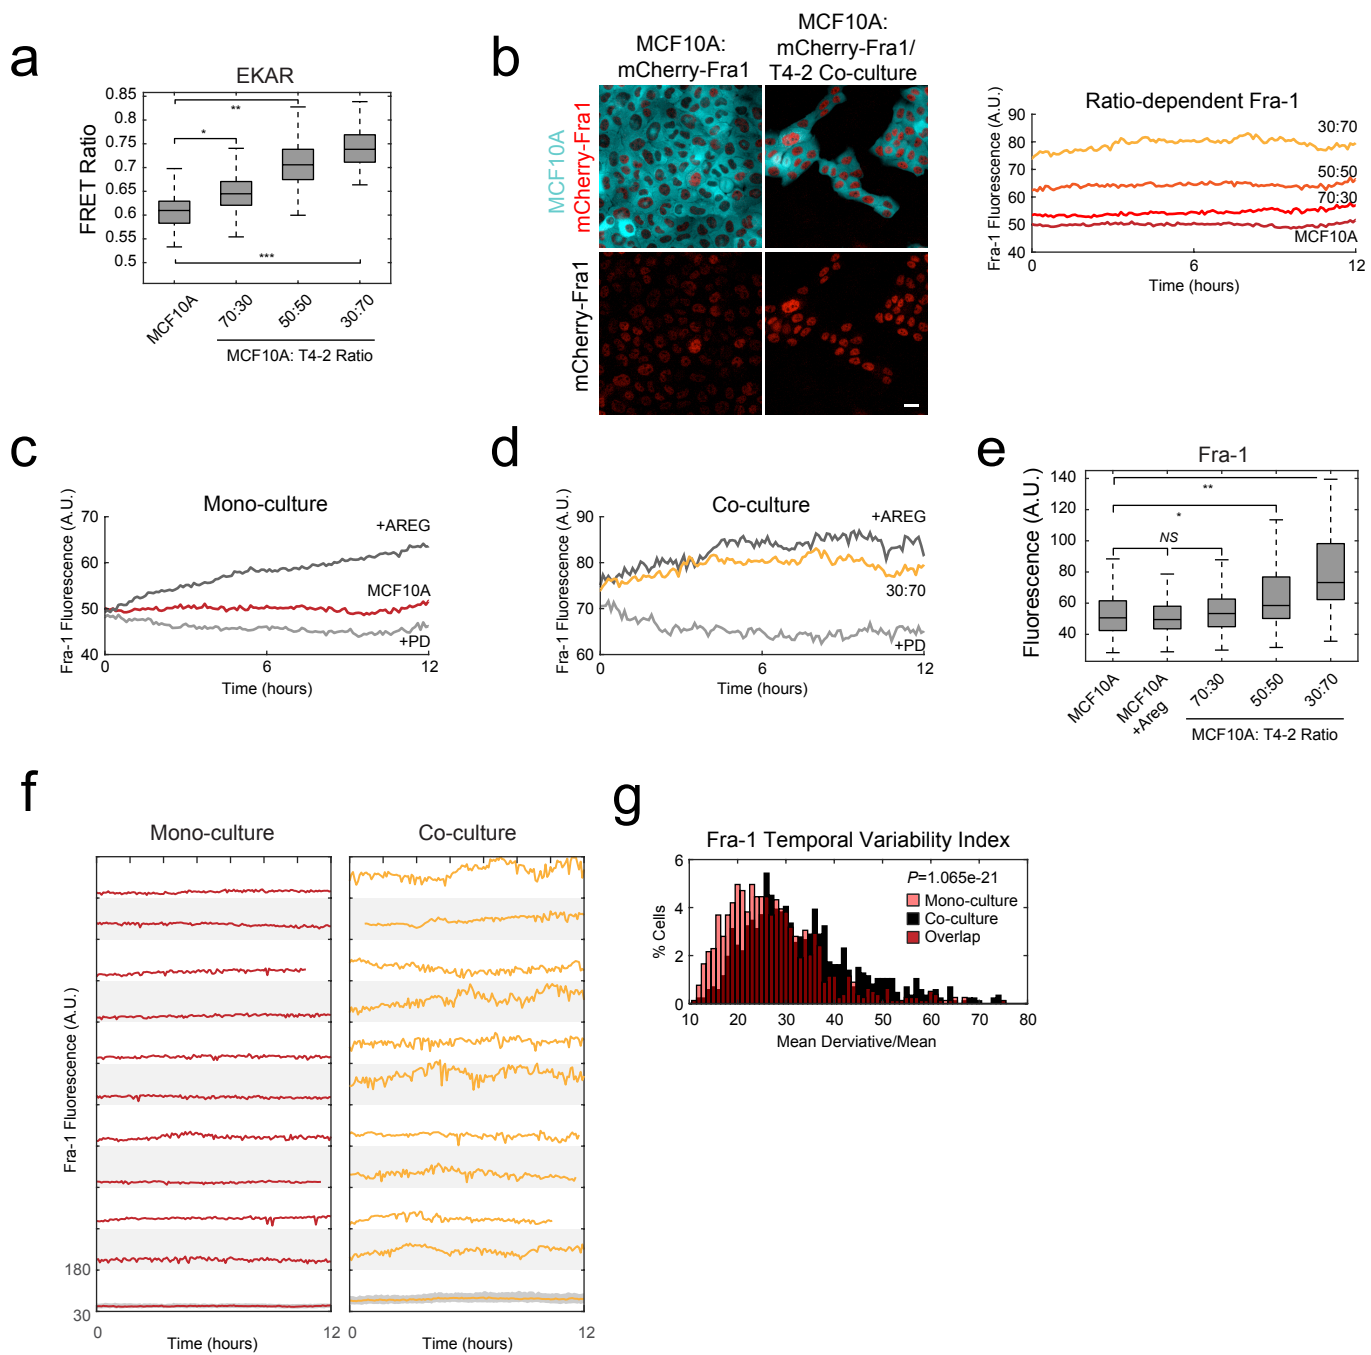 a
EKAR
FRET Ratio
0.85
0.8
0.75
0.7
0.65
0.6
0.55
0.5
**
*
***
MCF10A
70:30
50:50
30:70
MCF10A: T4-2 Ratio
b
MCF10A:
mCherry-Fra1
MCF10A:
mCherry-Fra1/
T4-2 Co-culture
MCF10A
mCherry-Fra1
mCherry-Fra1
Ratio-dependent Fra-1
Fra-1 Fluorescence (A.U.)
90
80
70
60
50
40
30:70
50:50
70:30
MCF10A
0
6
12
Time (hours)
c
Mono-culture
Fra-1 Fluorescence (A.U.)
70
60
50
40
+AREG
MCF10A
+PD
0
6
12
Time (hours)
d
Co-culture
Fra-1 Fluorescence (A.U.)
90
80
70
60
+AREG
30:70
+PD
0
6
12
Time (hours)
e
Fra-1
Fluorescence (A.U.)
140
120
100
80
60
40
**
*
NS
MCF10A
MCF10A
+Areg
70:30
50:50
30:70
MCF10A: T4-2 Ratio
f
Mono-culture
Co-culture
Fra-1 Fluorescence (A.U.)
180
30
0
12
0
12
Time (hours)
Time (hours)
g
Fra-1 Temporal Variability Index
% Cells
6
4
2
0
P=1.065e-21
Mono-culture
Co-culture
Overlap
10
20
30
40
50
60
70
80
Mean Derviative/Mean